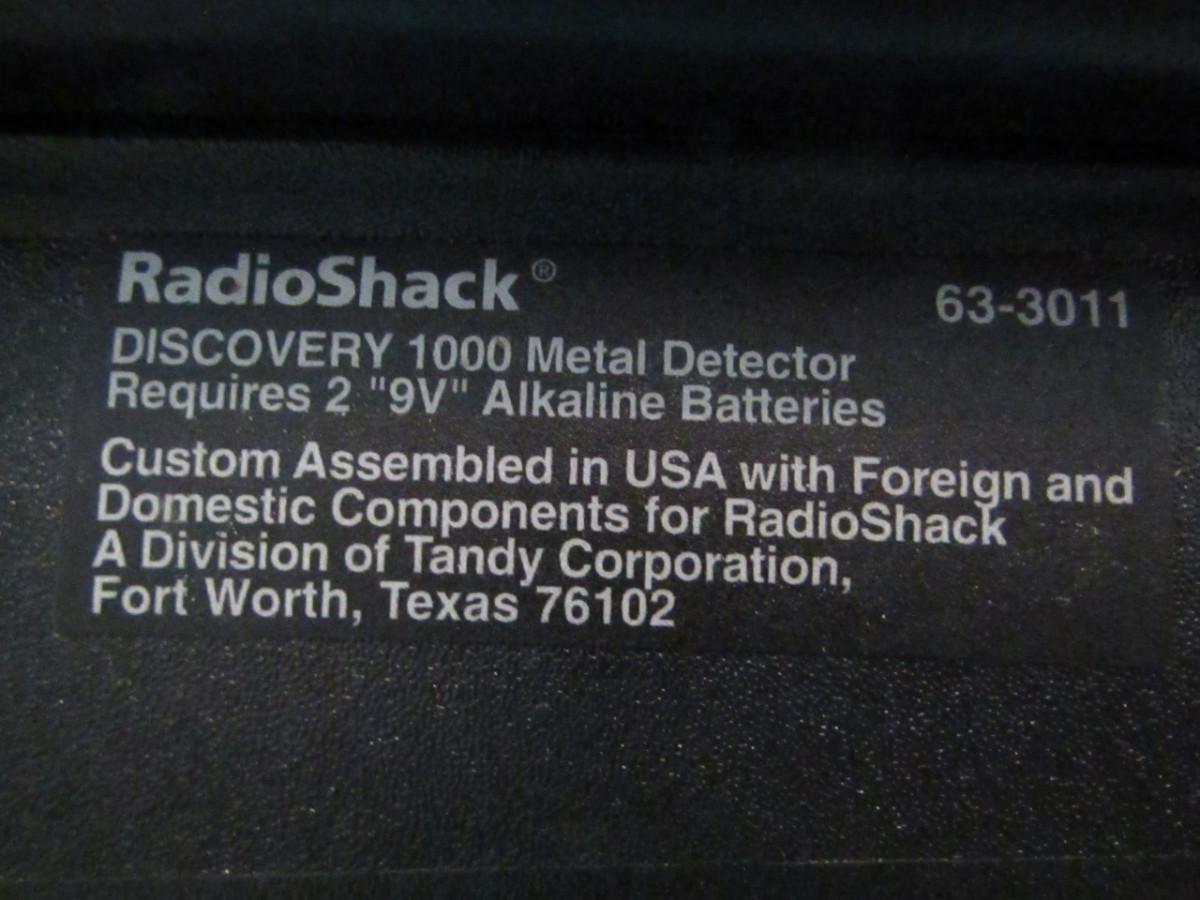 RadioShack® 63-3011
DISCOVERY 1000 Metal Detector
Requires 2 "9V" Alkaline Batteries
Custom Assembled in USA with Foreign and
Domestic Components for RadioShack
A Division of Tandy Corporation,
Fort Worth, Texas 76102